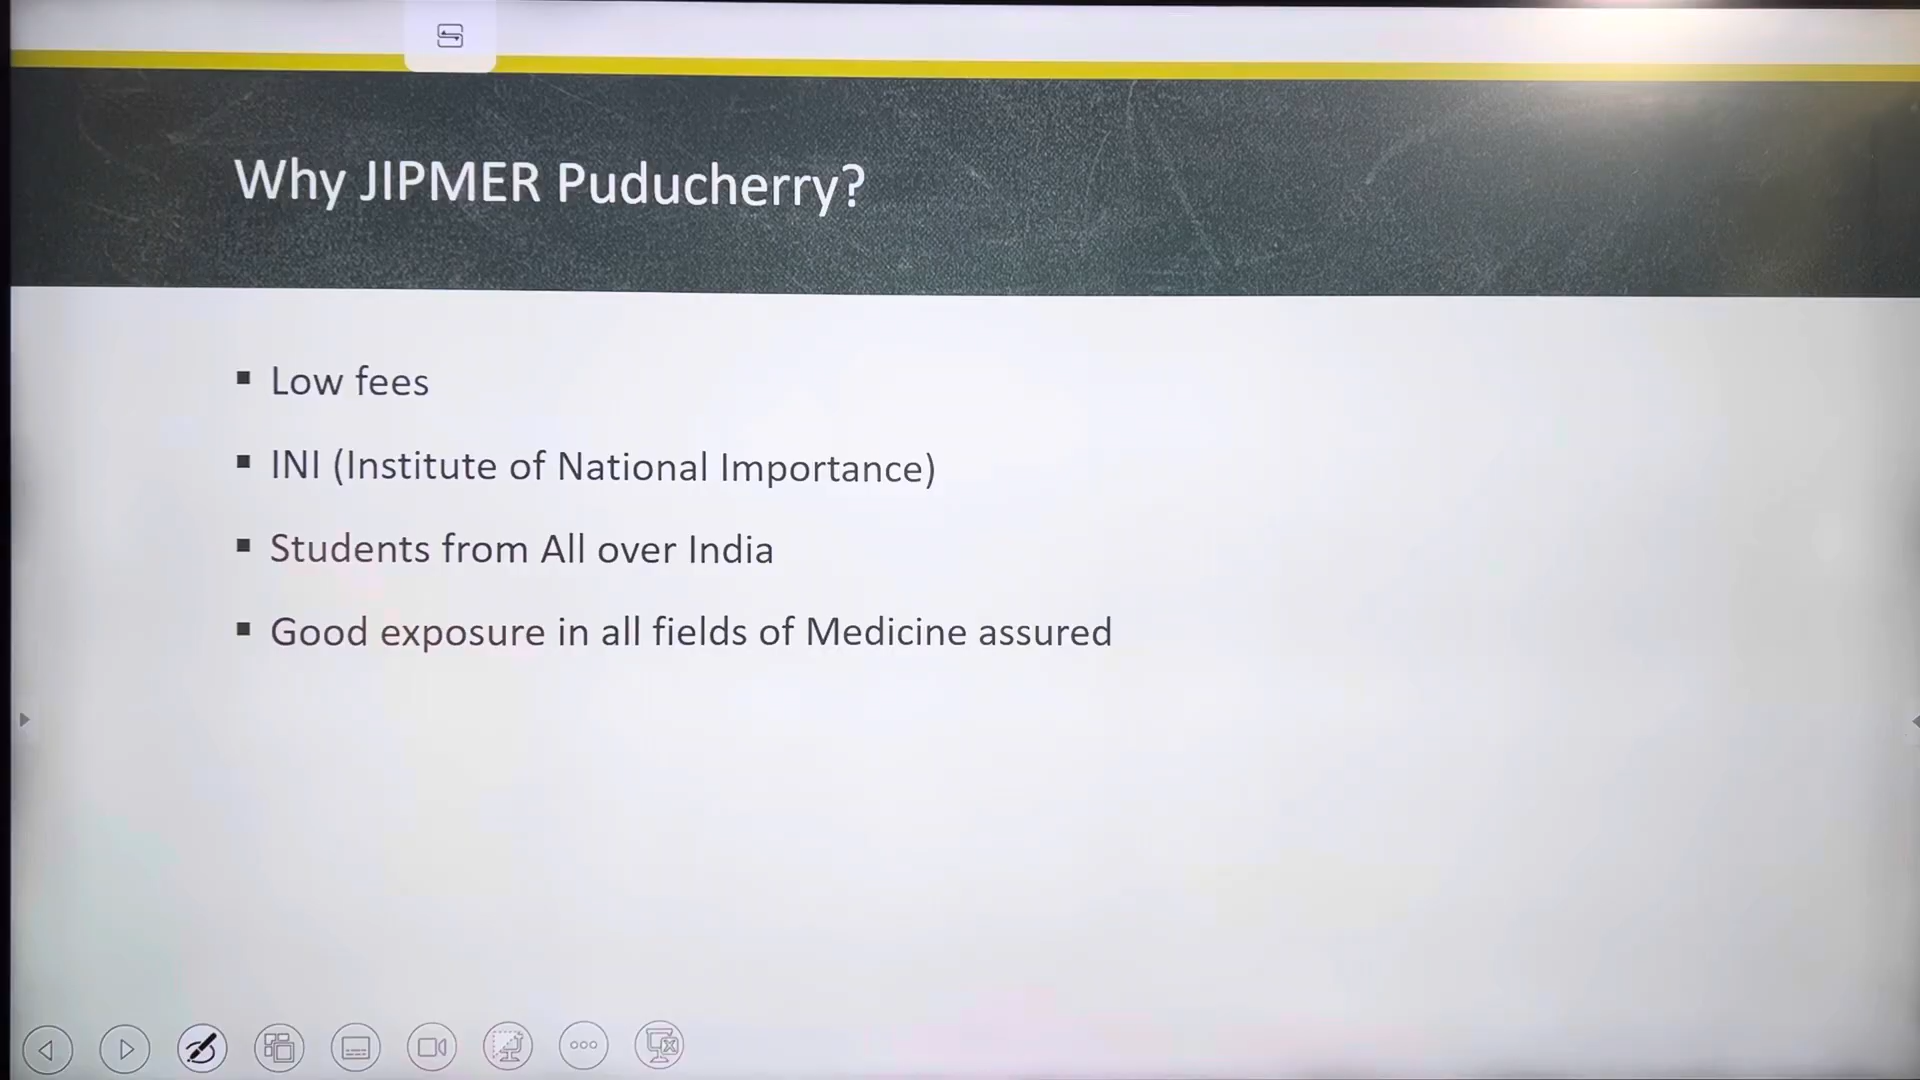 Why JIPMER Puducherry?
Low fees
INI (Institute of National Importance)
Students from All over India
Good exposure in all fields of Medicine assured